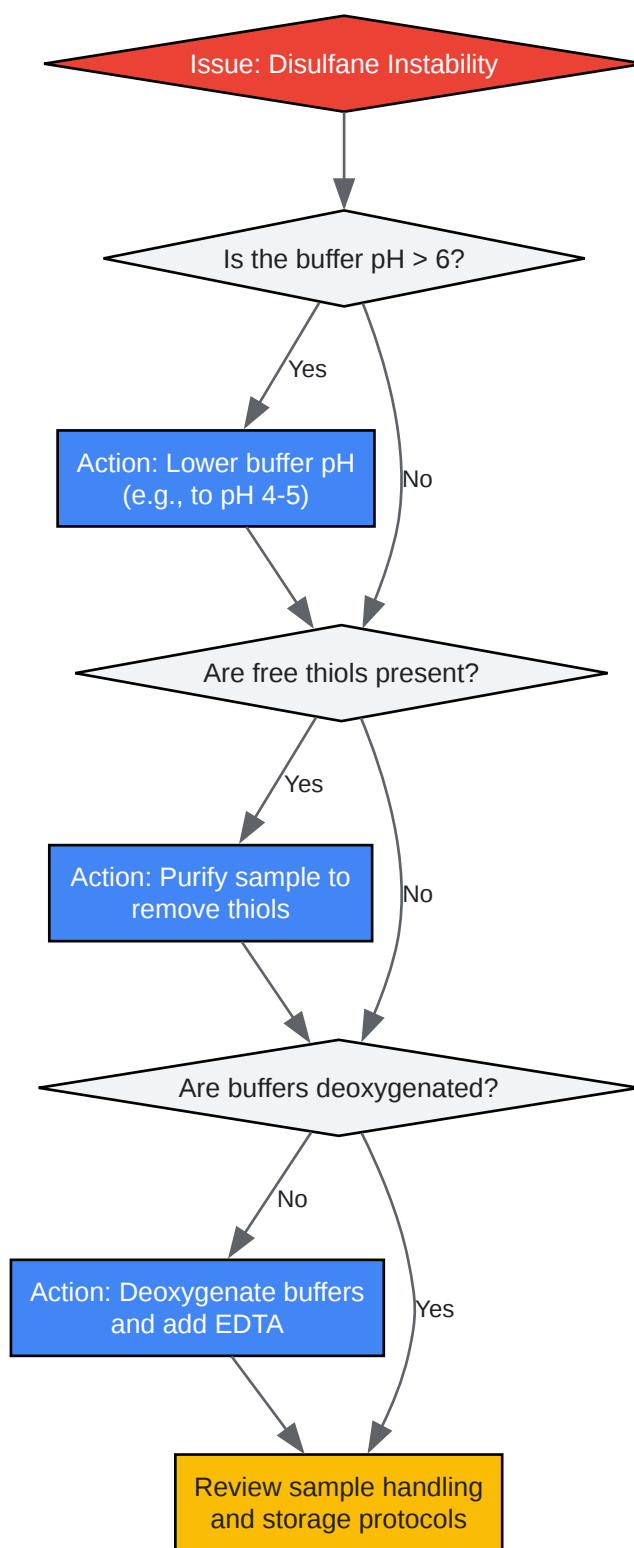 Issue: Disulfane Instability
Is the buffer pH > 6?
Yes
Action: Lower buffer pH
(e.g., to pH 4-5)
No
Are free thiols present?
Yes
Action: Purify sample to
remove thiols
No
Are buffers deoxygenated?
No
Action: Deoxygenate buffers
and add EDTA
Yes
Review sample handling
and storage protocols